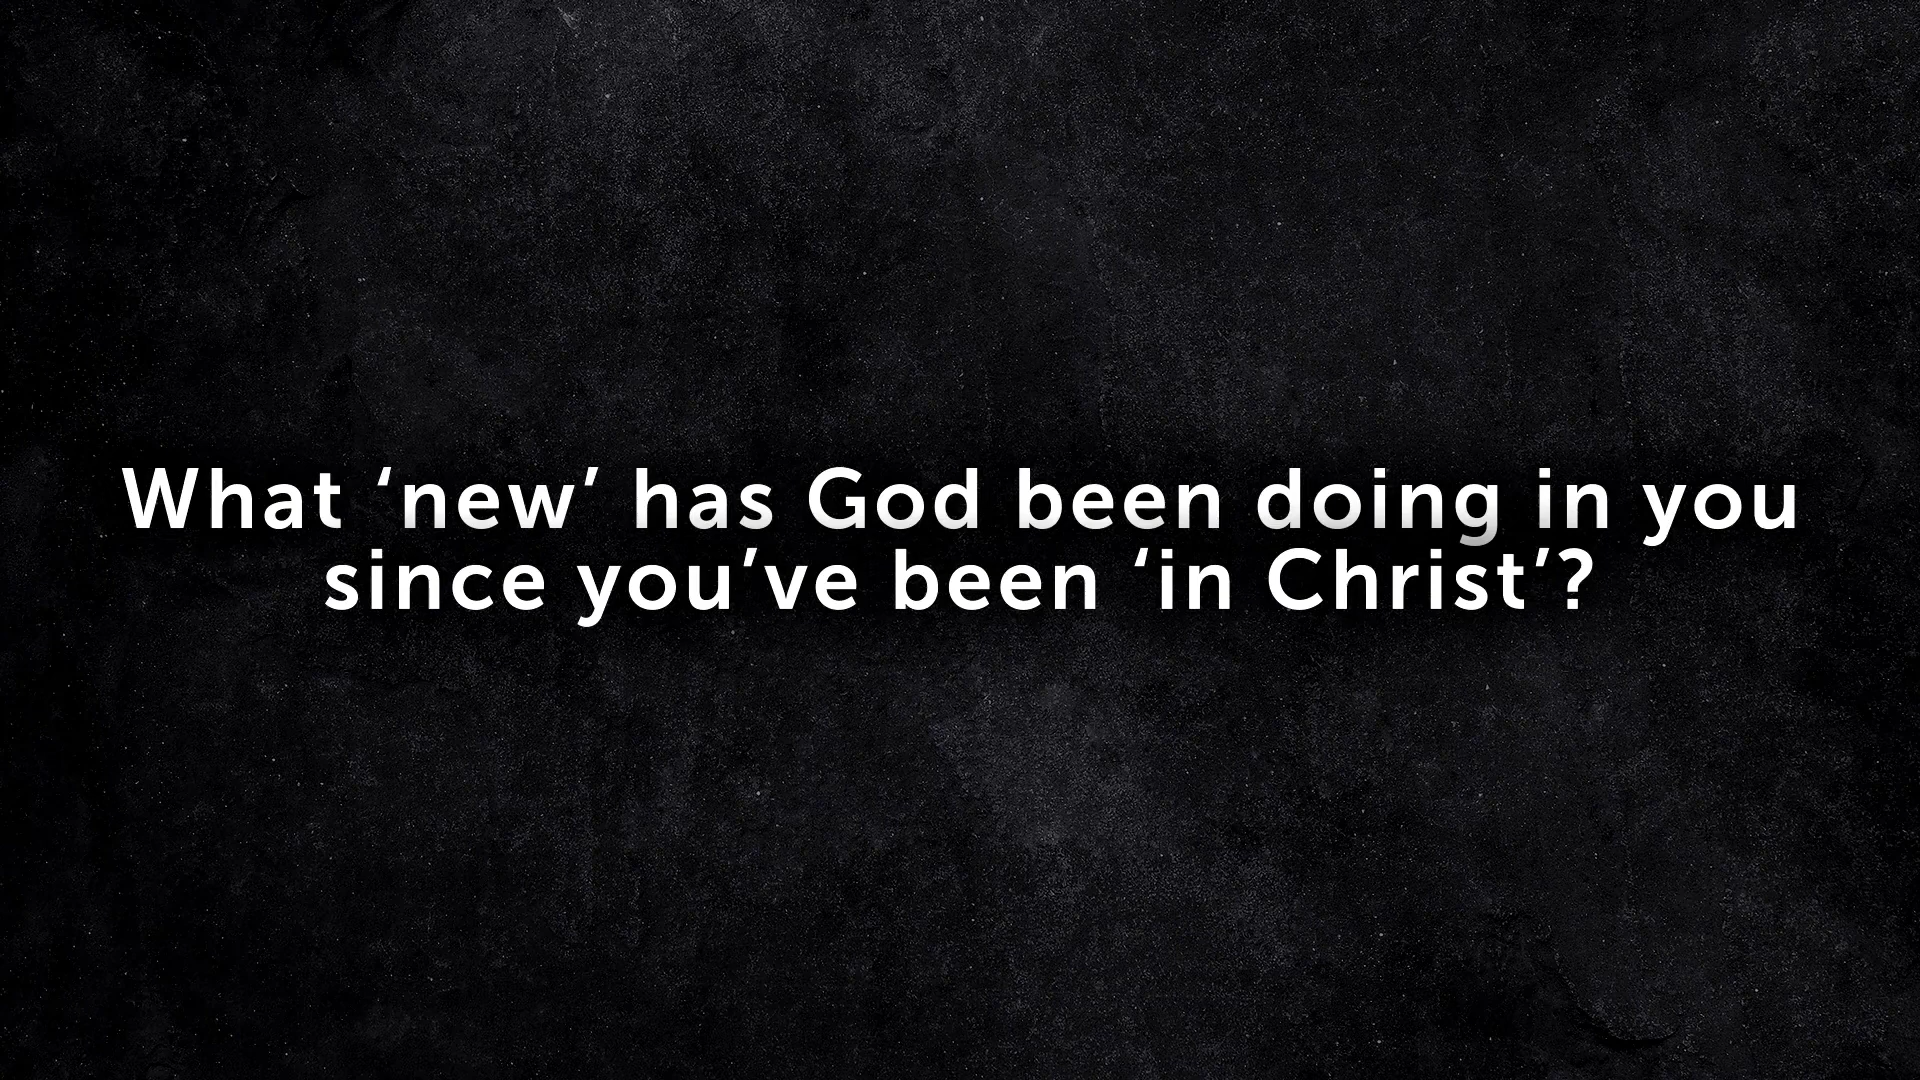 What ‘new’ has God been doing in you
since you’ve been ‘in Christ’?